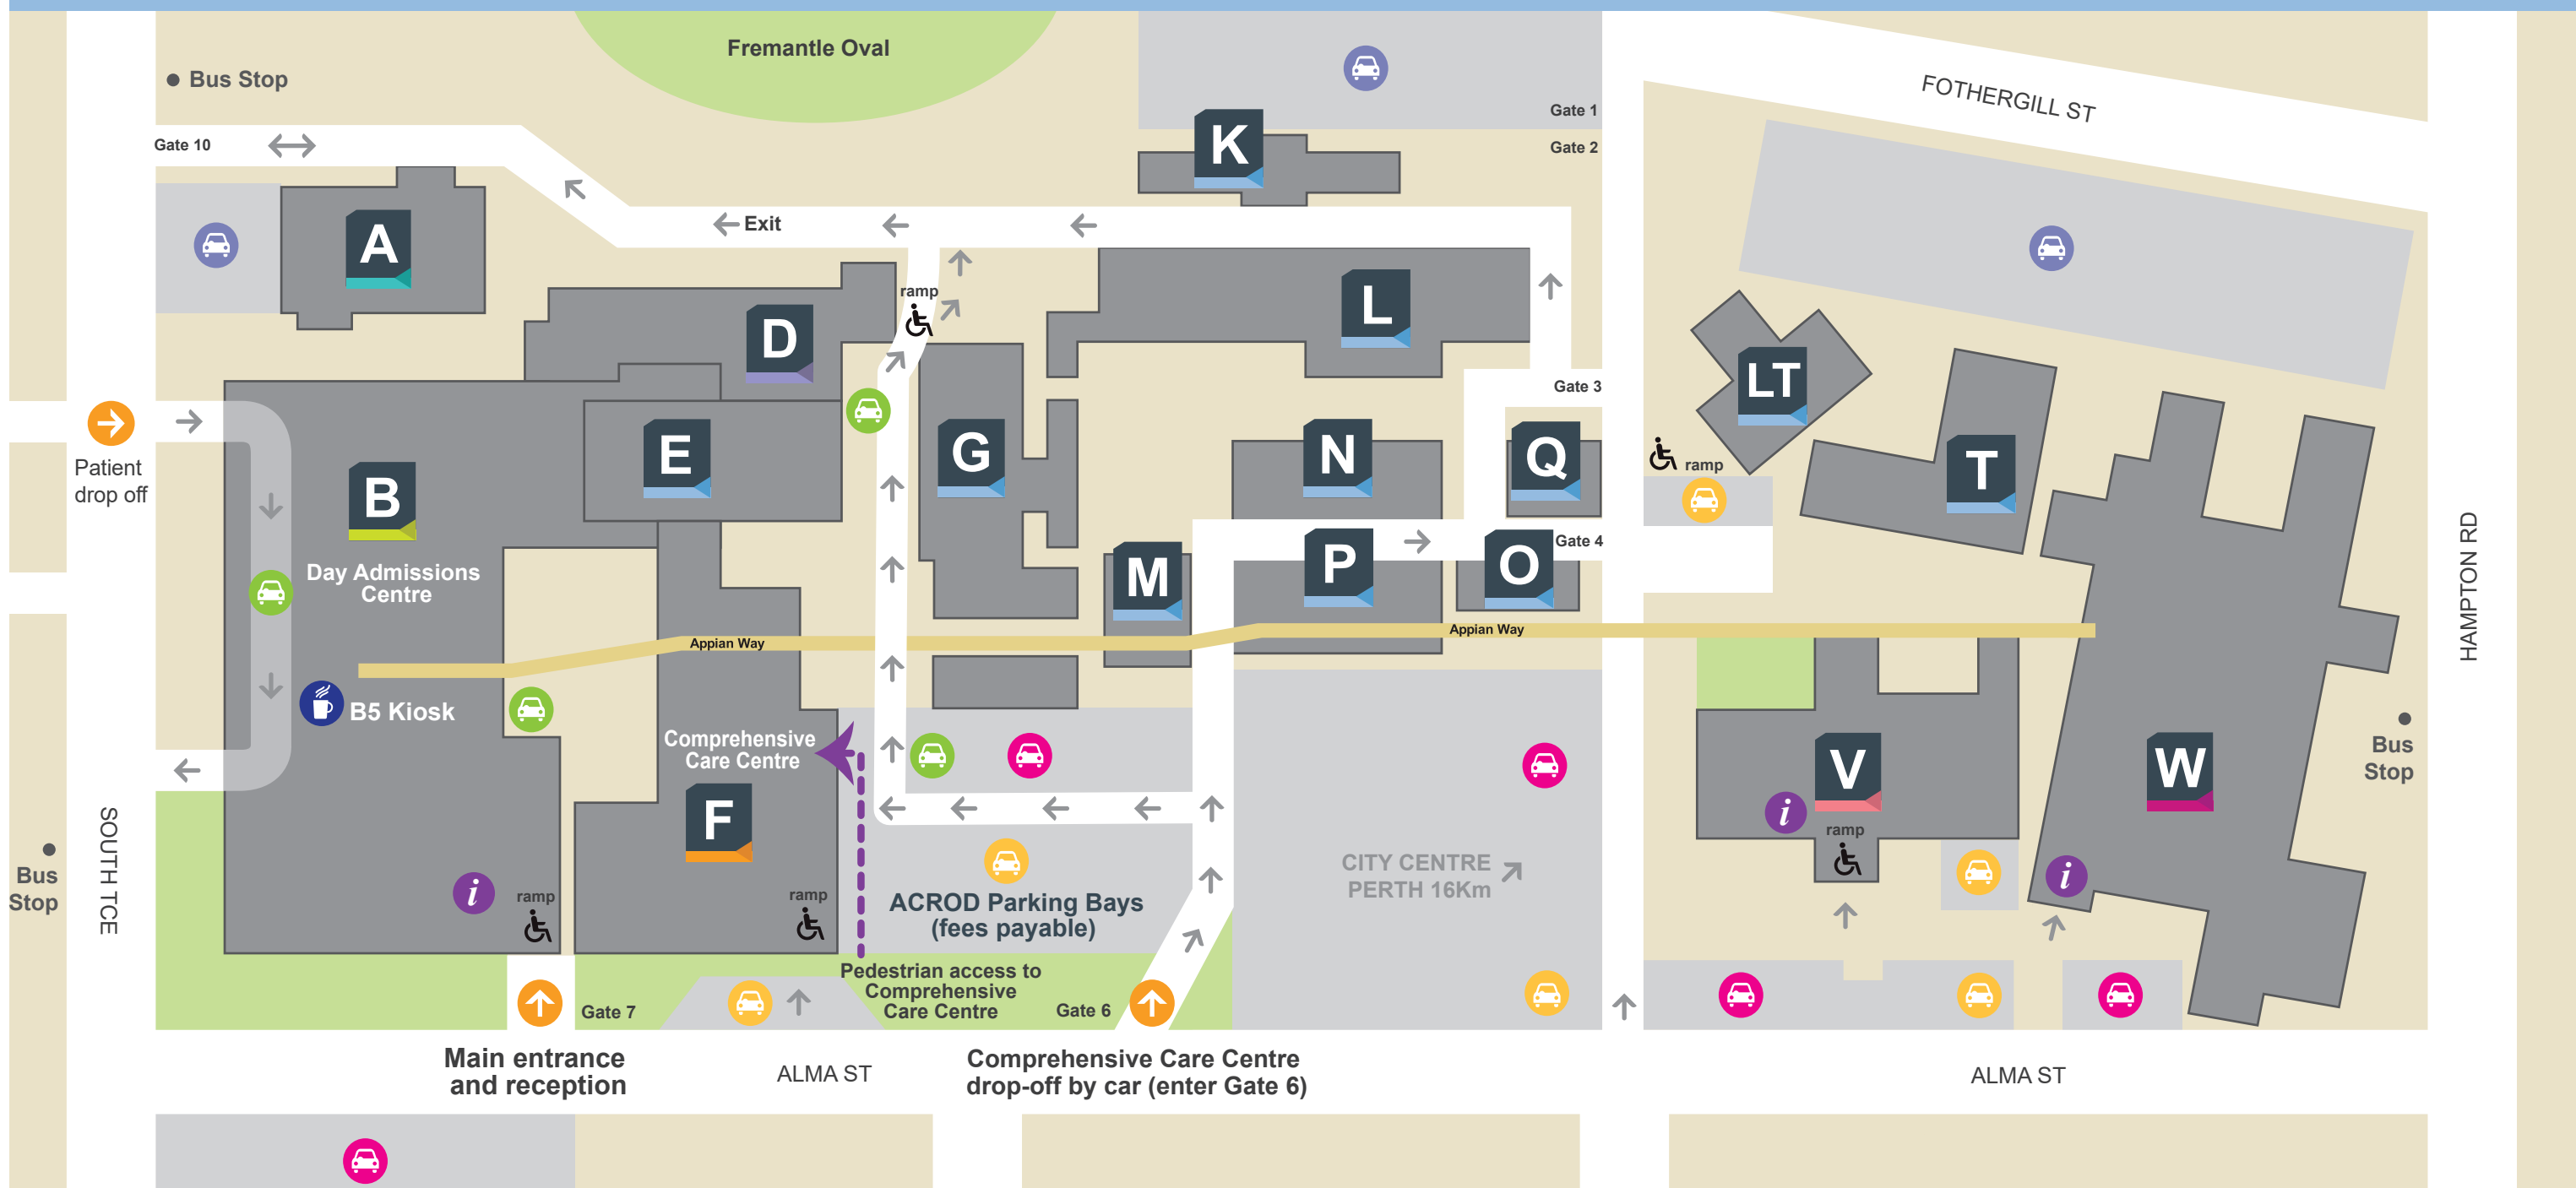 Fremantle Oval
Bus Stop
Gate 1
FOTHERGILL ST
Gate 10
K
Gate 2
A
Exit
ramp
D
L
LT
Gate 3
Patient
drop off
B
E
G
N
Q
ramp
T
Day Admissions
Centre
M
P
O
Gate 4
HAMPTON RD
Appian Way
Appian Way
B5 Kiosk
Comprehensive
Care Centre
V
W
Bus
Stop
F
ramp
i
CITY CENTRE
PERTH 16Km
SOUTH TCE
Bus
Stop
i
ramp
ramp
ACROD Parking Bays
(fees payable)
i
Pedestrian access to
Comprehensive
Care Centre
Gate 7
Gate 6
Main entrance
and reception
ALMA ST
Comprehensive Care Centre
drop-off by car (enter Gate 6)
ALMA ST